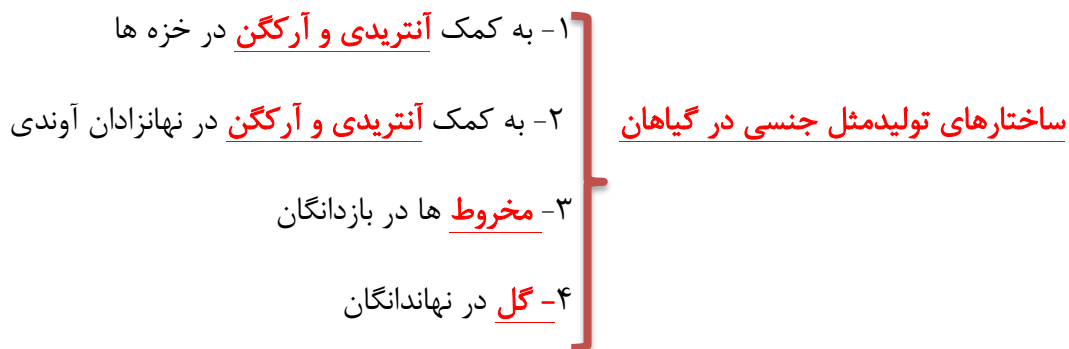 ساختارهای تولیدمثل جنسی در گیاهان
۱- به کمک آنتریدی و آرکگن در خزه ها
۲- به کمک آنتریدی و آرکگن در نهانزادان آوندی
۳- مخروط ها در بازدانگان
۴- گل در نهاندانگان